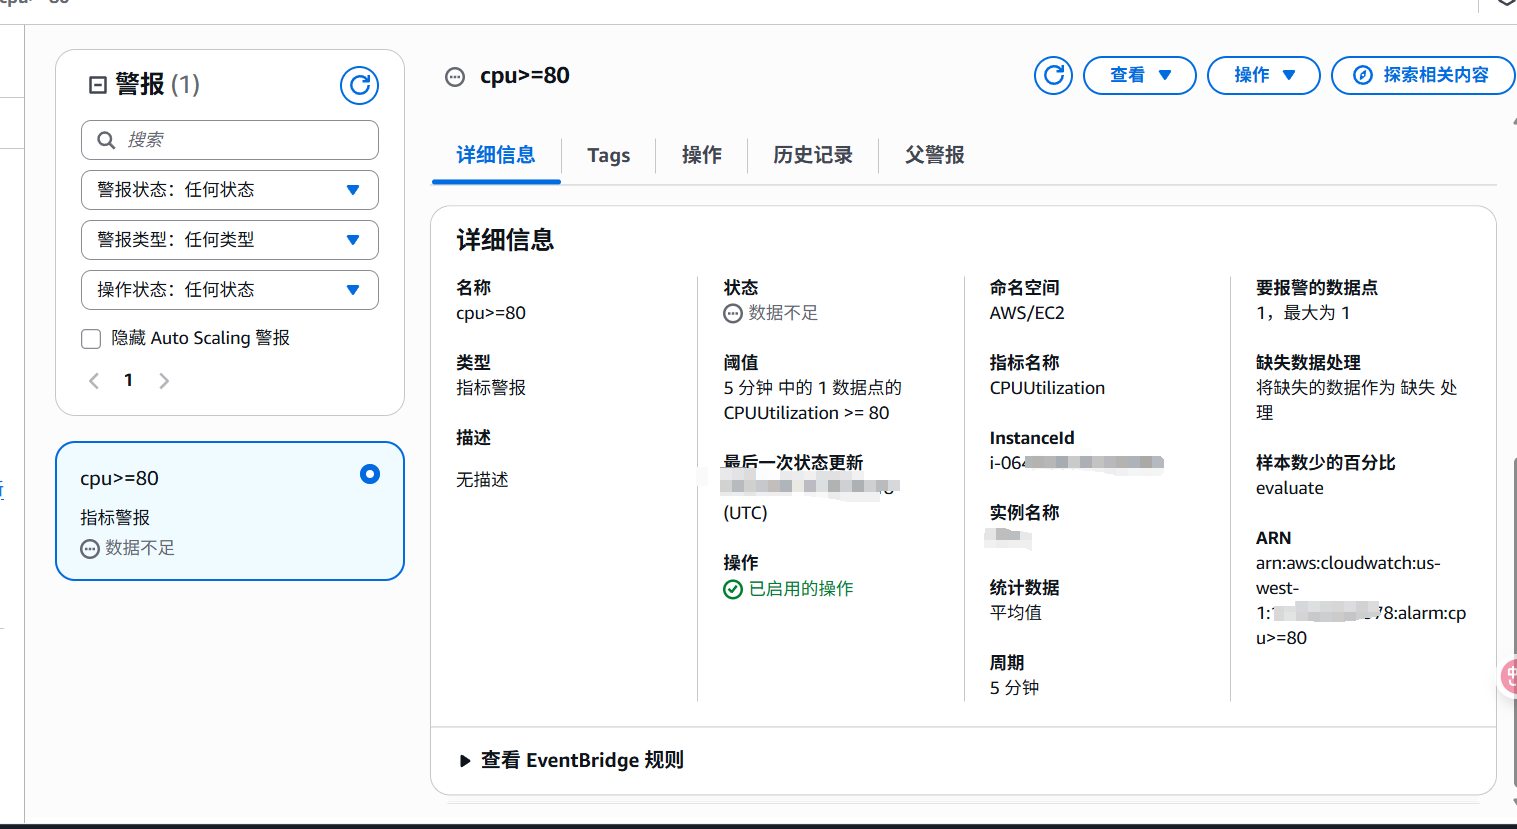 警报 (1)
搜索
警报状态：任何状态
警报类型：任何类型
操作状态：任何状态
隐藏 Auto Scaling 警报
1
cpu>=80
指标警报
数据不足
cpu>=80
查看
操作
探索相关内容
详细信息
Tags
操作
历史记录
父警报
详细信息
名称
cpu>=80
类型
指标警报
描述
无描述
状态
数据不足
阈值
5 分钟 中的 1 数据点的
CPUUtilization >= 80
最后一次状态更新
(UTC)
操作
已启用的操作
命名空间
AWS/EC2
指标名称
CPUUtilization
InstanceId
i-064
实例名称
统计数据
平均值
周期
5 分钟
要报警的数据点
1，最大为 1
缺失数据处理
将缺失的数据作为 缺失 处
理
样本数少的百分比
evaluate
ARN
arn:aws:cloudwatch:us-
west-
1: 78:alarm:cp
u>=80
查看 EventBridge 规则